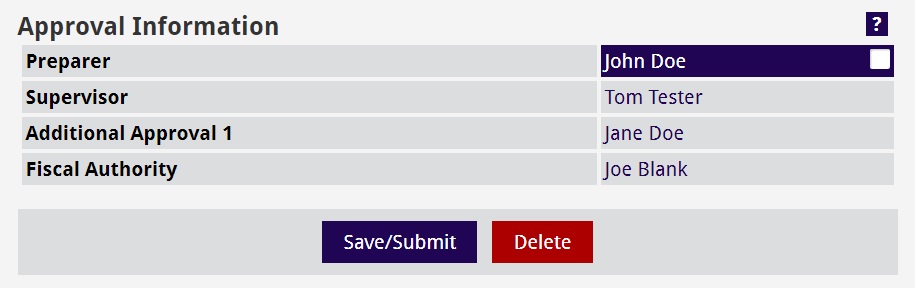 Approval Information ?
Preparer John Doe
Supervisor Tom Tester
Additional Approval 1 Jane Doe
Fiscal Authority Joe Blank
Save/Submit Delete